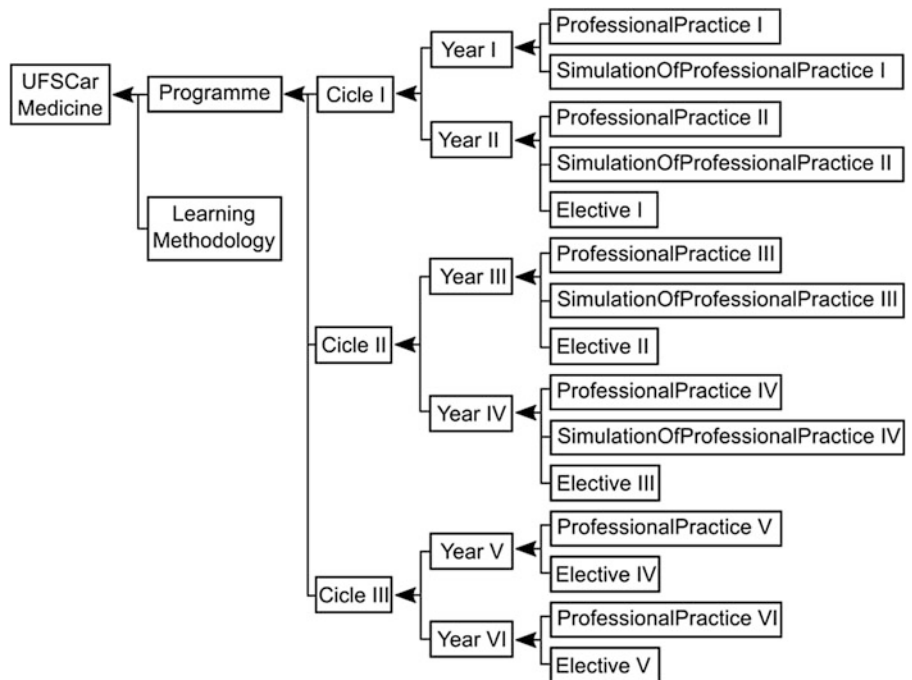 UFSCar
Medicine
Programme
Learning
Methodology
Cicle I
Year I
ProfessionalPractice I
SimulationOfProfessionalPractice I
Year II
ProfessionalPractice II
SimulationOfProfessionalPractice II
Elective I
Cicle II
Year III
ProfessionalPractice III
SimulationOfProfessionalPractice III
Elective II
Year IV
ProfessionalPractice IV
SimulationOfProfessionalPractice IV
Elective III
Cicle III
Year V
ProfessionalPractice V
Elective IV
Year VI
ProfessionalPractice VI
Elective V